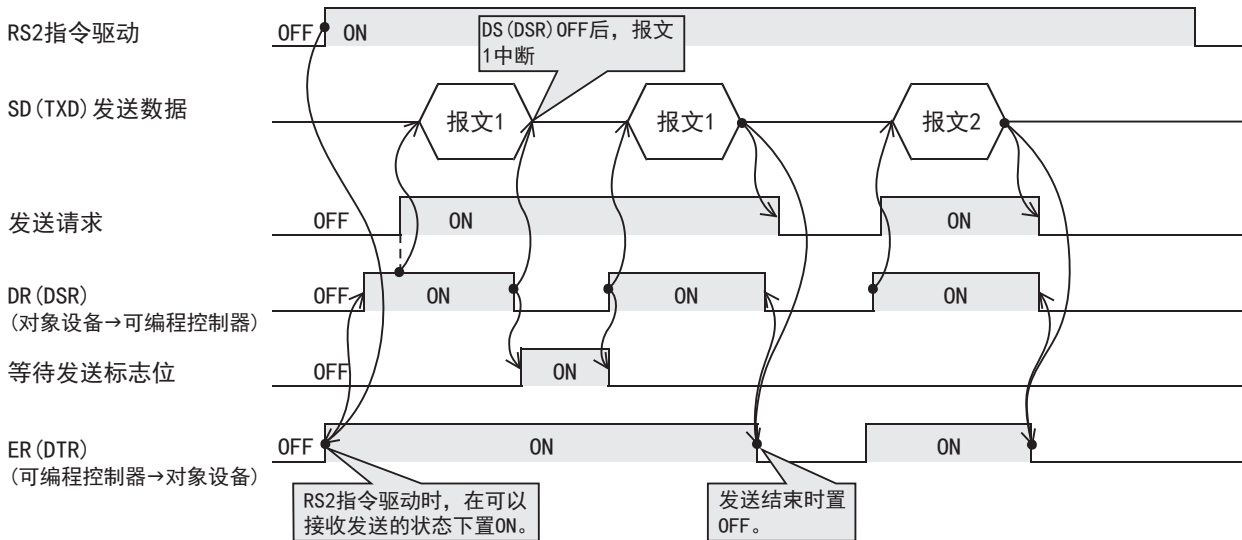 RS2指令驱动
OFF
ON
DS(DSR)OFF后，报文
1中断
SD(TXD)发送数据
报文1
报文1
报文2
发送请求
OFF
ON
ON
DR(DSR)
(对象设备→可编程控制器)
OFF
ON
ON
ON
等待发送标志位
OFF
ON
ER(DTR)
(可编程控制器→对象设备)
OFF
ON
ON
RS2指令驱动时，在可以
接收发送的状态下置ON。
发送结束时置
OFF。